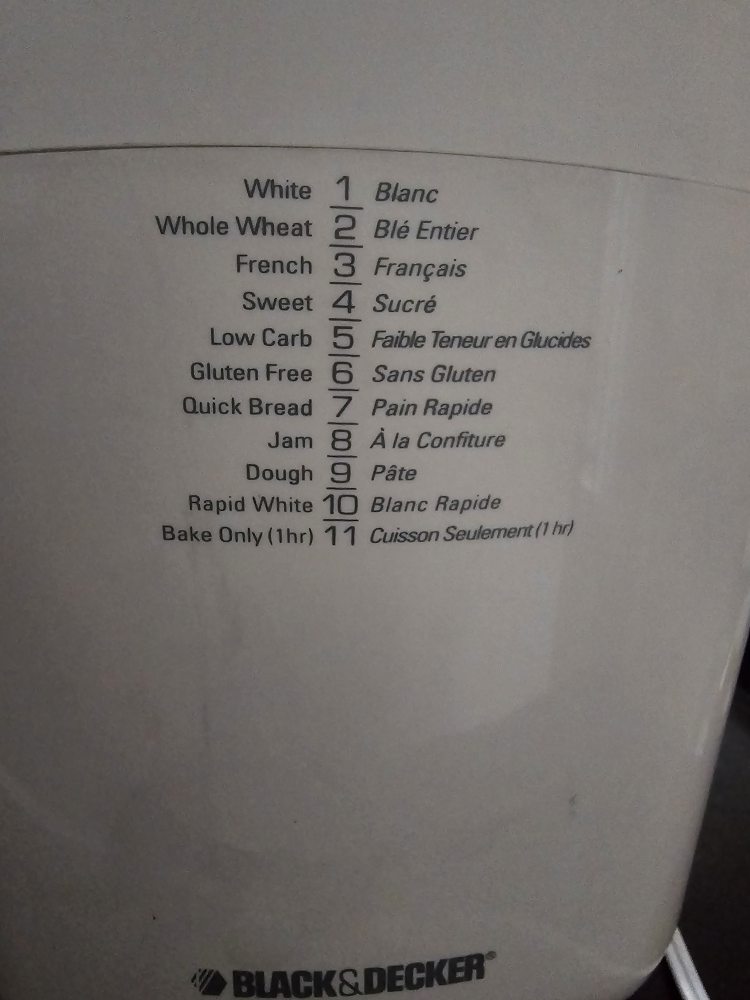 White 1 Blanc
Whole Wheat 2 Blé Entier
French 3 Français
Sweet 4 Sucré
Low Carb 5 Faible Teneur en Glucides
Gluten Free 6 Sans Gluten
Quick Bread 7 Pain Rapide
Jam 8 À la Confiture
Dough 9 Pâte
Rapid White 10 Blanc Rapide
Bake Only (1hr) 11 Cuisson Seulement (1 hr)
BLACK&DECKER®